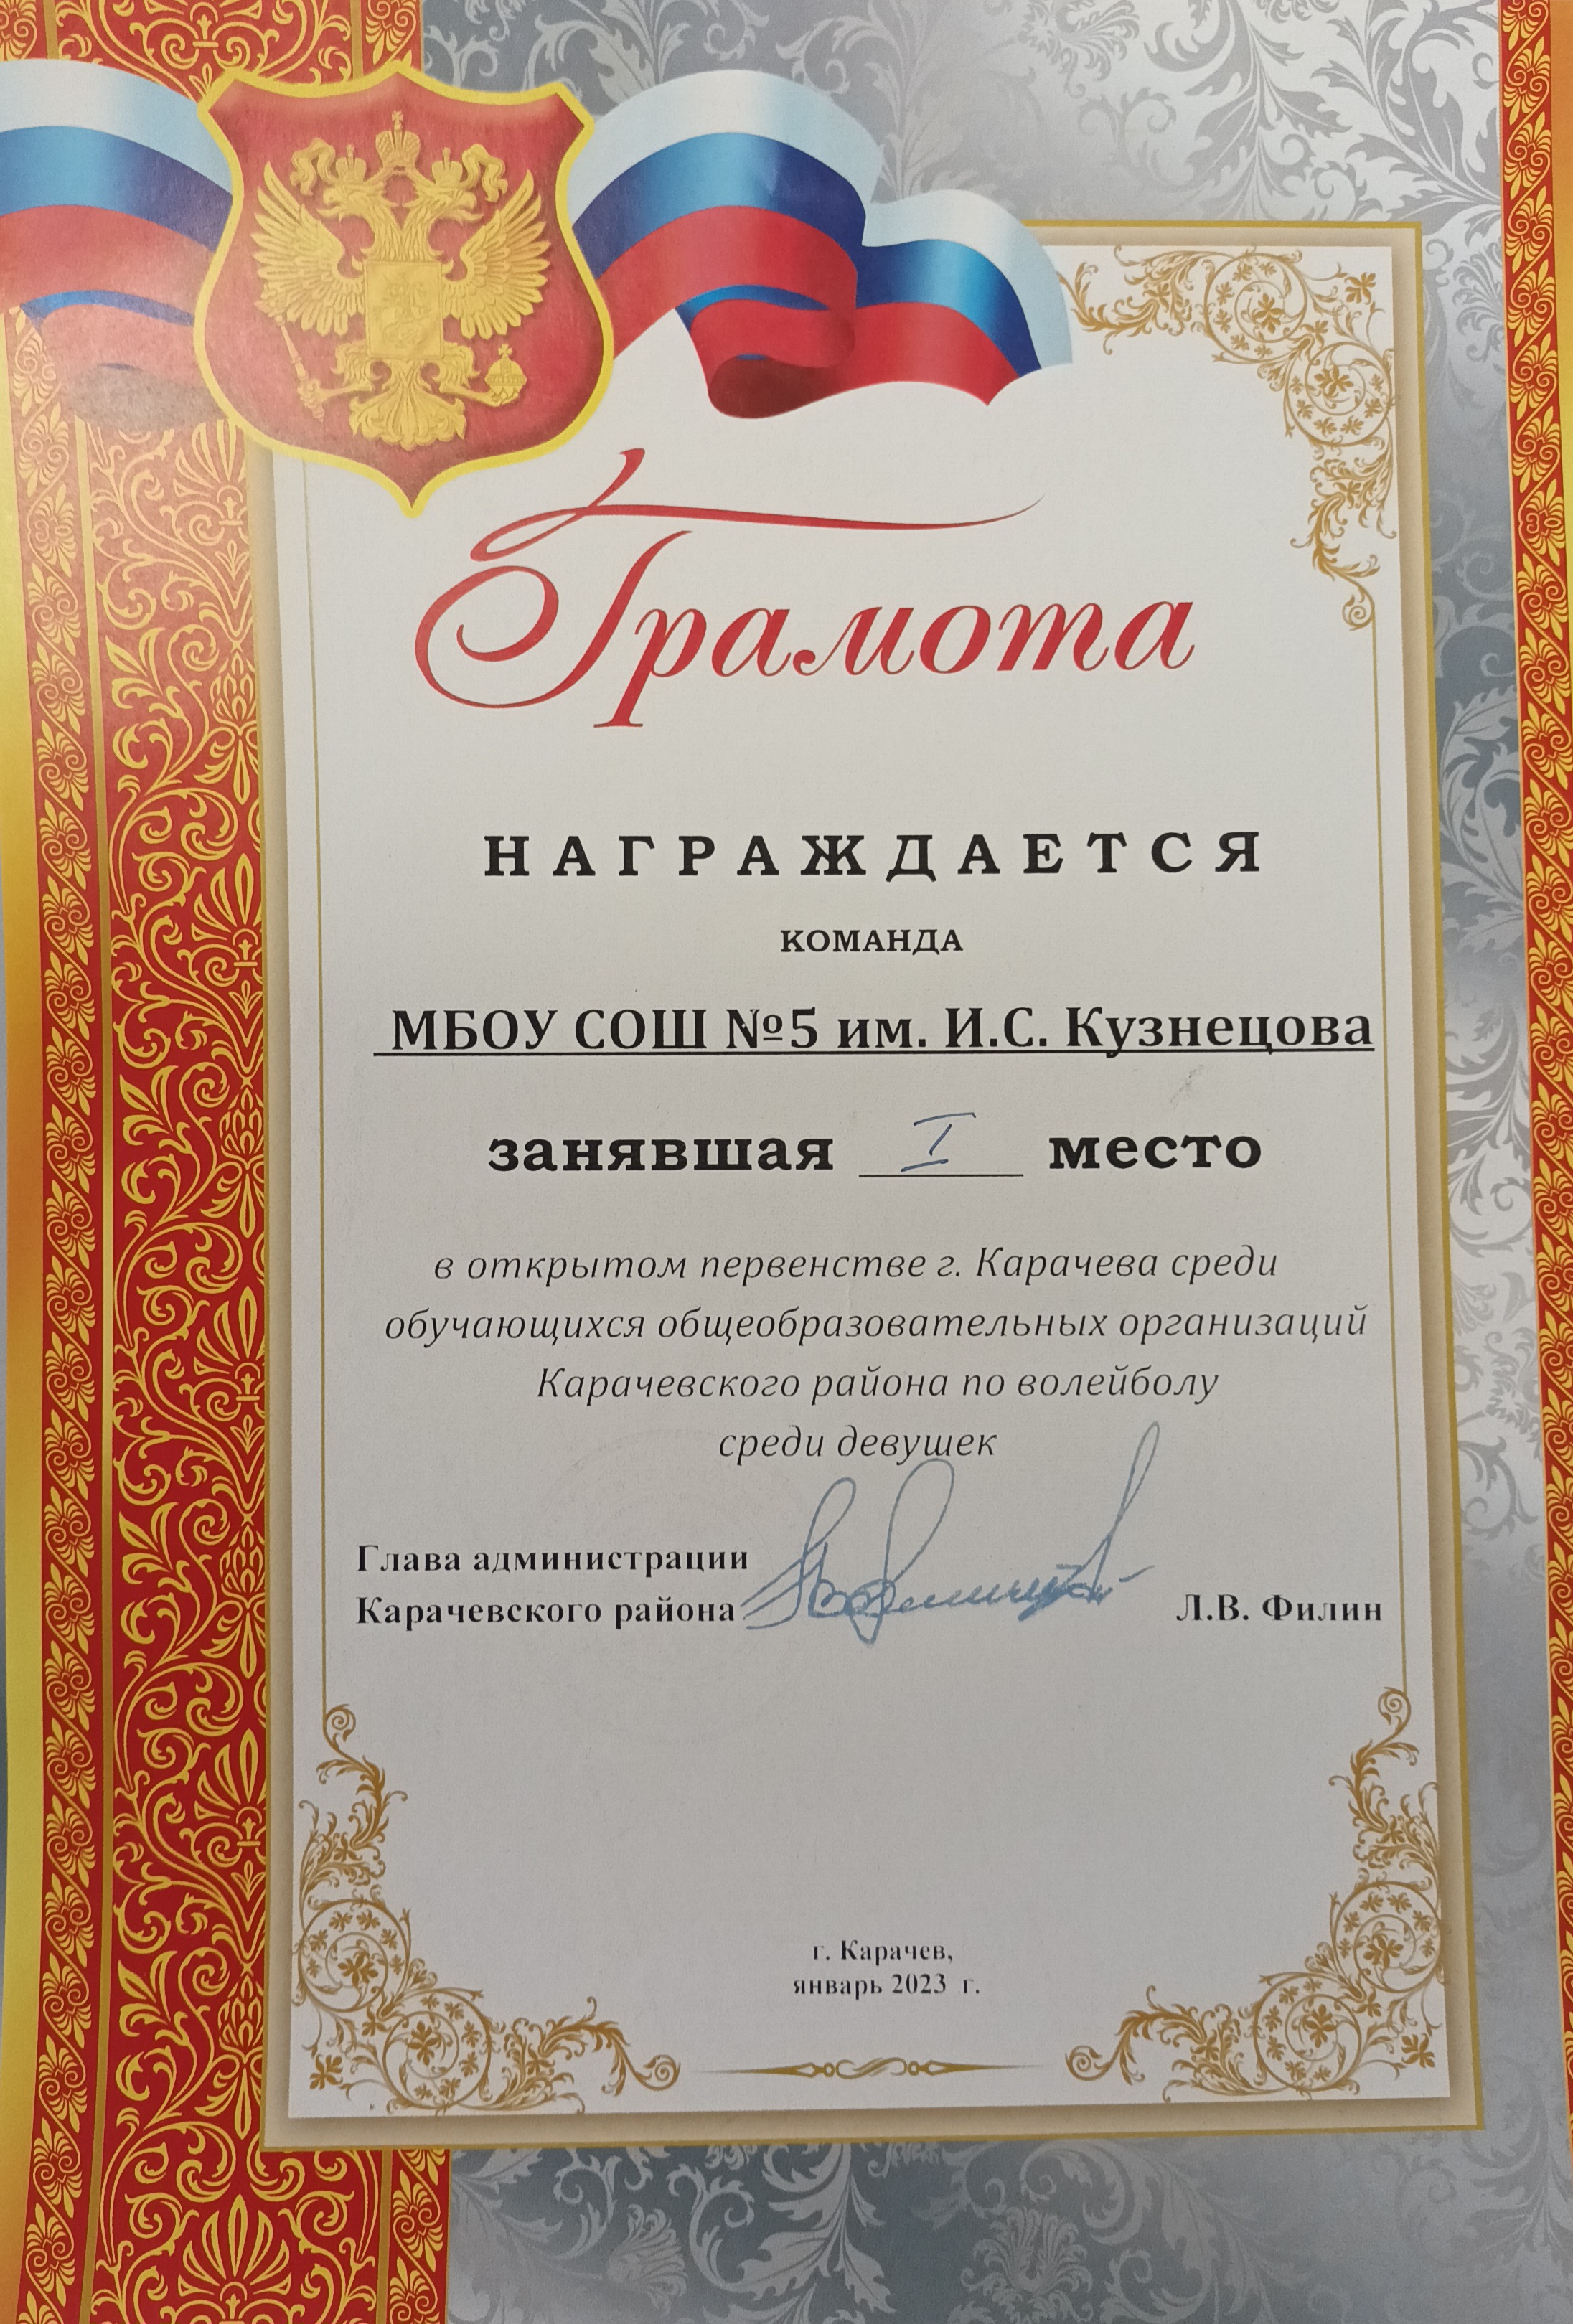 Грамота
НАГРАЖДАЕТСЯ
КОМАНДА
МБОУ СОШ №5 им. И.С. Кузнецова
занявшая I место
в открытом первенстве г. Карачева среди
обучающихся общеобразовательных организаций
Карачевского района по волейболу
среди девушек
Глава администрации
Карачевского района Л.В. Филин
г. Карачев,
январь 2023 г.